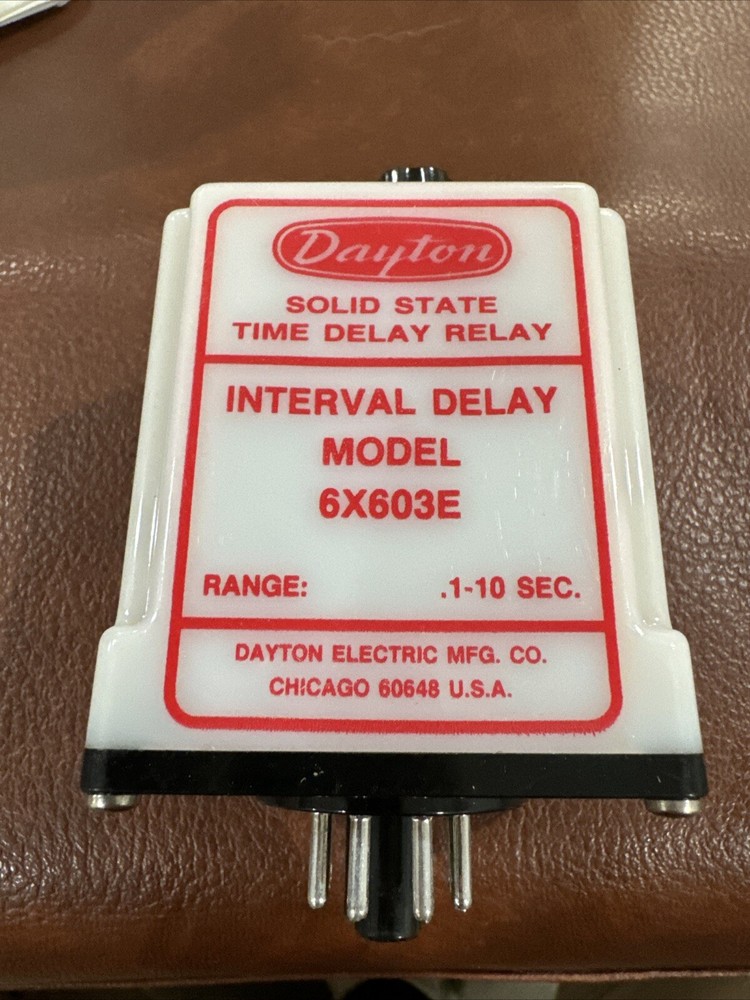 Dayton
SOLID STATE
TIME DELAY RELAY
INTERVAL DELAY
MODEL
6X603E
RANGE: .1-10 SEC.
DAYTON ELECTRIC MFG. CO.
CHICAGO 60648 U.S.A.